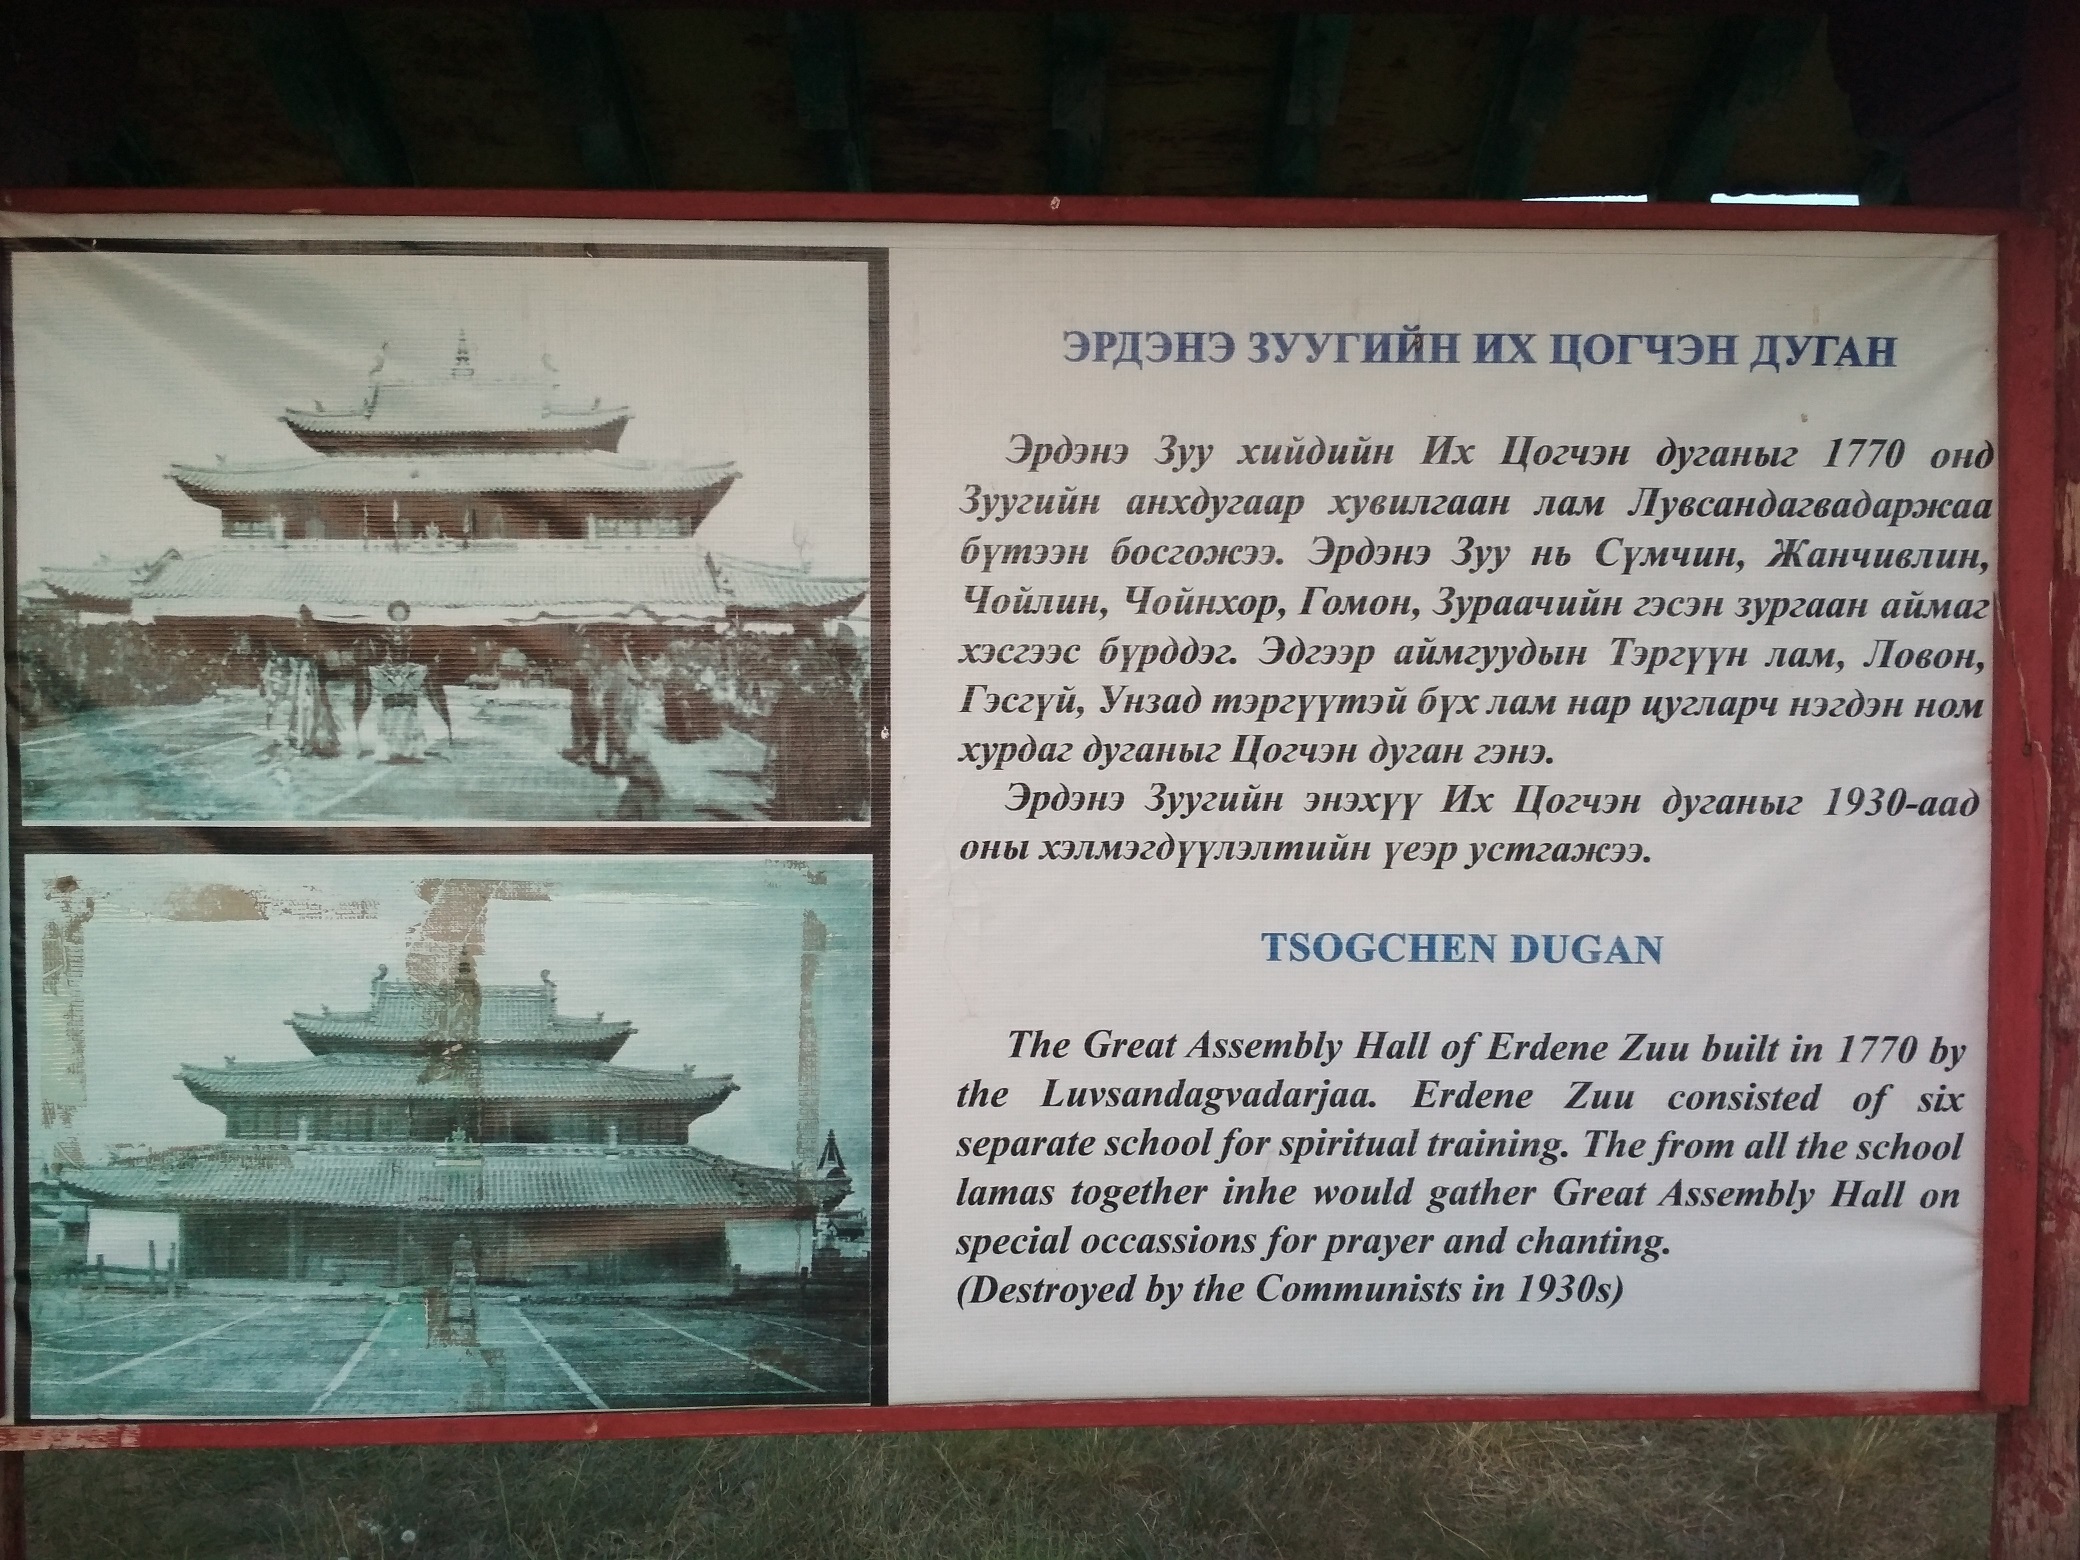 ЭРДЭНЭ ЗУУГИЙН ИХ ЦОГЧЭН ДУГАН
Эрдэнэ Зуу хийдийн Их Цогчэн дуганыг 1770 онд
Зуугийн анхдугаар хувилгаан лам Лувсандагвадаржаа
бүтээн босгожээ. Эрдэнэ Зуу нь Сүмчин, Жанчивлин,
Чойлин, Чойнхор, Гомон, Зураачийн гэсэн зургаан аймаг
хэсгээс бүрддэг. Эдгээр аймгуудын Тэргүүн лам, Ловон,
Гэсгүй, Унзад тэргүүтэй бүх лам нар цугларч нэгдэн ном
хурдаг дуганыг Цогчэн дуган гэнэ.
Эрдэнэ Зуугийн энэхүү Их Цогчэн дуганыг 1930-аад
оны хэлмэгдүүлэлтийн үеэр устгажээ.
TSOGCHEN DUGAN
The Great Assembly Hall of Erdene Zuu built in 1770 by
the Luvsandagvadarjaa. Erdene Zuu consisted of six
separate school for spiritual training. The from all the school
lamas together inhe would gather Great Assembly Hall on
special occassions for prayer and chanting.
(Destroyed by the Communists in 1930s)